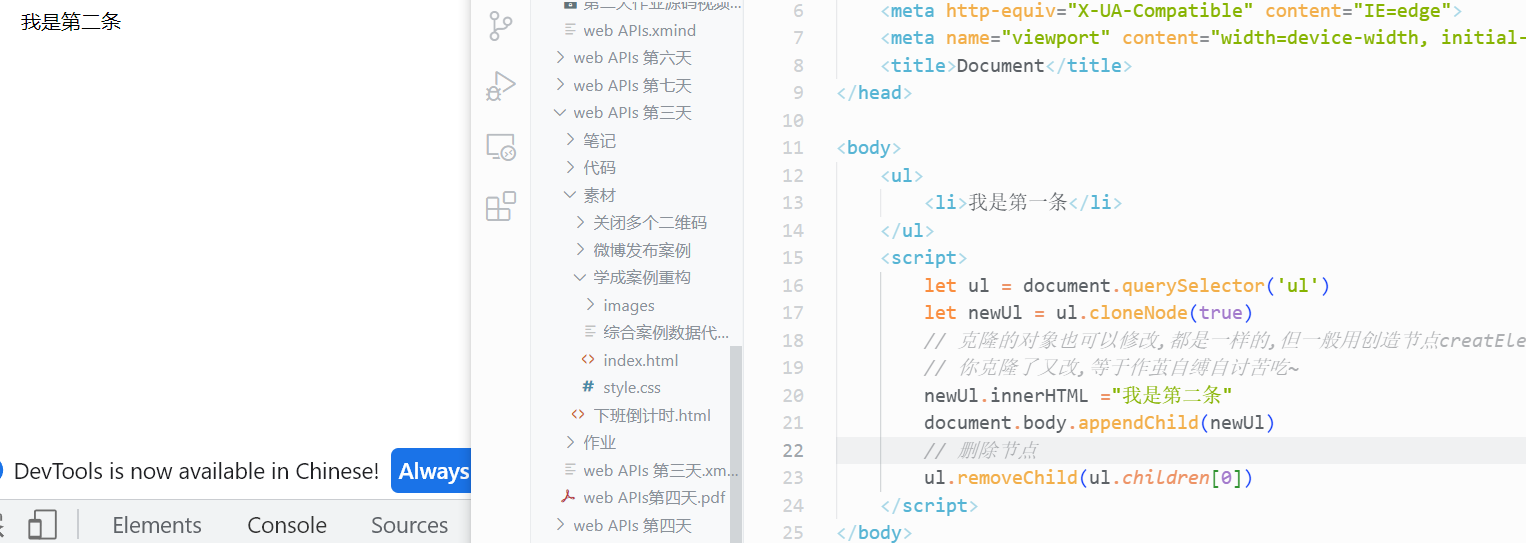 我是第二条
DevTools is now available in Chinese!
Always
Elements
Console
Sources
第二天作业源码视频...
web APIs.xmind
web APIs 第六天
web APIs 第七天
web APIs 第三天
笔记
代码
素材
关闭多个二维码
微博发布案例
学成案例重构
images
综合案例数据代...
index.html
# style.css
下班倒计时.html
作业
web APIs 第三天.xm...
web APIs第四天.pdf
web APIs 第四天
6 <meta http-equiv="X-UA-Compatible" content="IE=edge">
7 <meta name="viewport" content="width=device-width, initial-
8 <title>Document</title>
9 </head>
10
11 <body>
12 <ul>
13 <li>我是第一条</li>
14 </ul>
15 <script>
16 let ul = document.querySelector('ul')
17 let newUl = ul.cloneNode(true)
18 // 克隆的对象也可以修改,都是一样的,但一般用创造节点creatEle
19 // 你克隆了又改,等于作茧自缚自讨苦吃~
20 newUl.innerHTML ="我是第二条"
21 document.body.appendChild(newUl)
22 // 删除节点
23 ul.removeChild(ul.children[0])
24 </script>
25 </body>